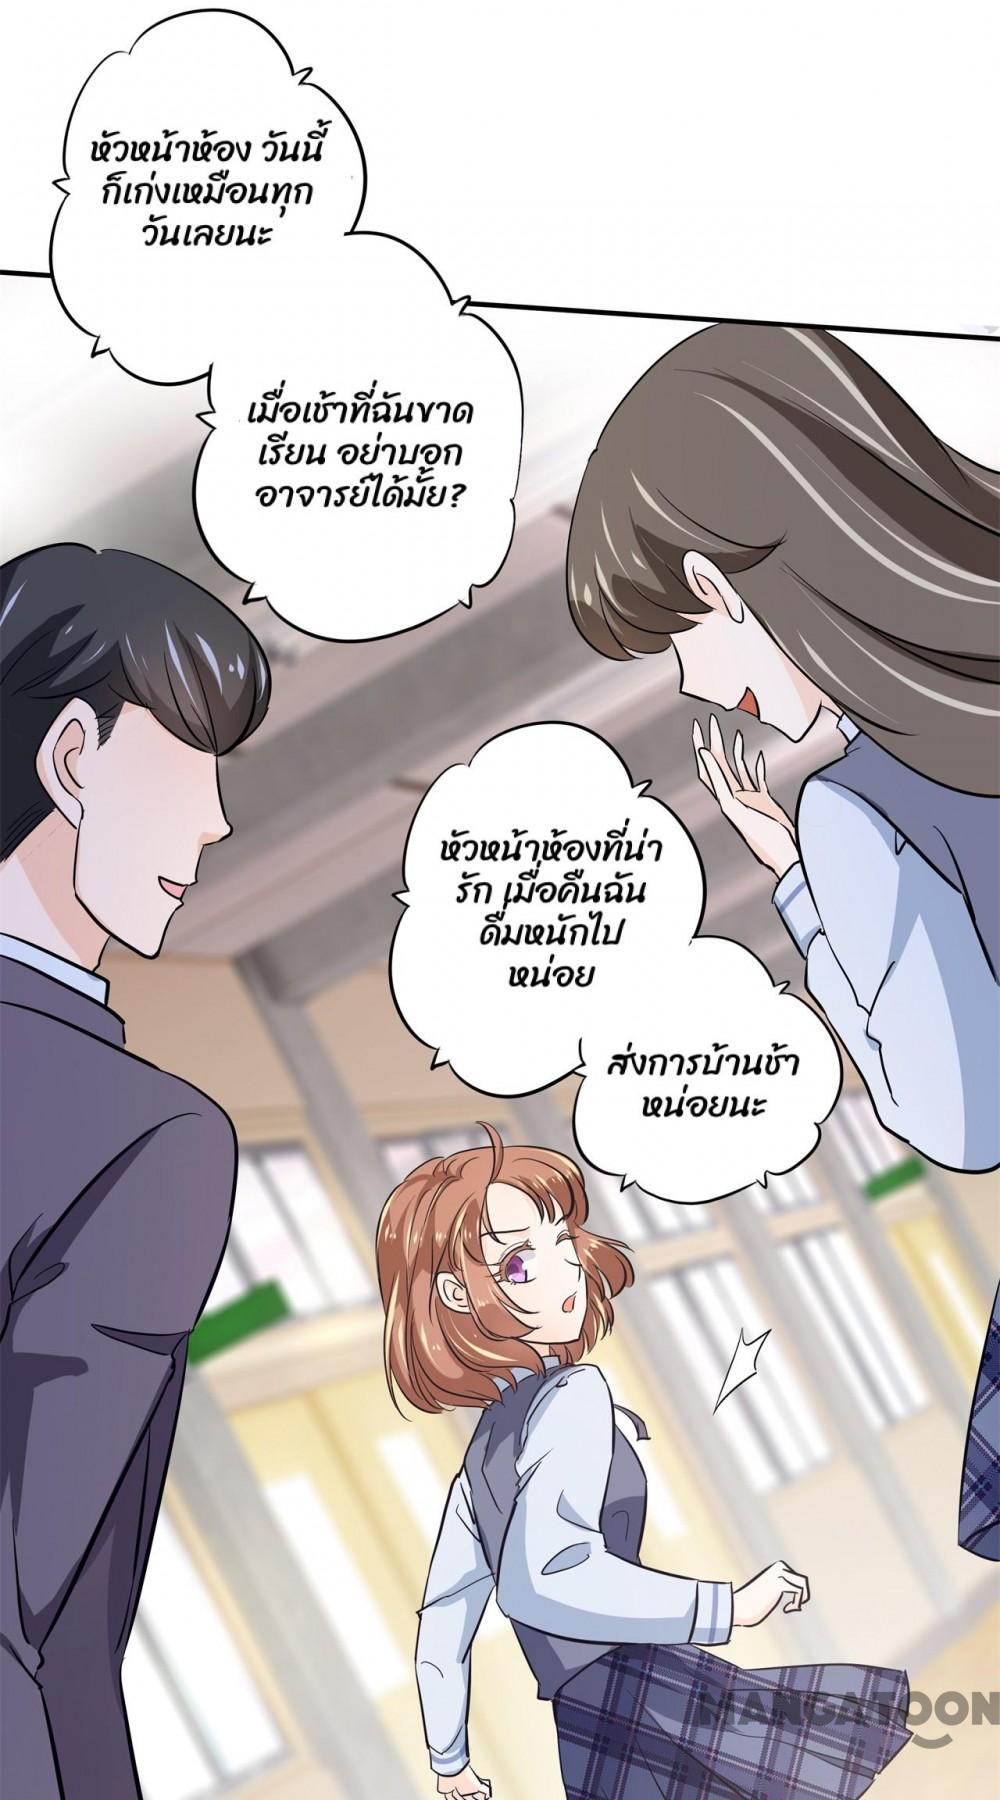 หัวหน้าห้อง วันนี้
ก็เก่งเหมือนทุก
วันเลยนะ
เมื่อเช้าที่ฉันขาด
เรียน อย่าบอก
อาจารย์ได้มั้ย?
หัวหน้าห้องที่น่า
รัก เมื่อคืนฉัน
ดื่มหนักไป
หน่อย
ส่งการบ้านช้า
หน่อยนะ
MANGATOON